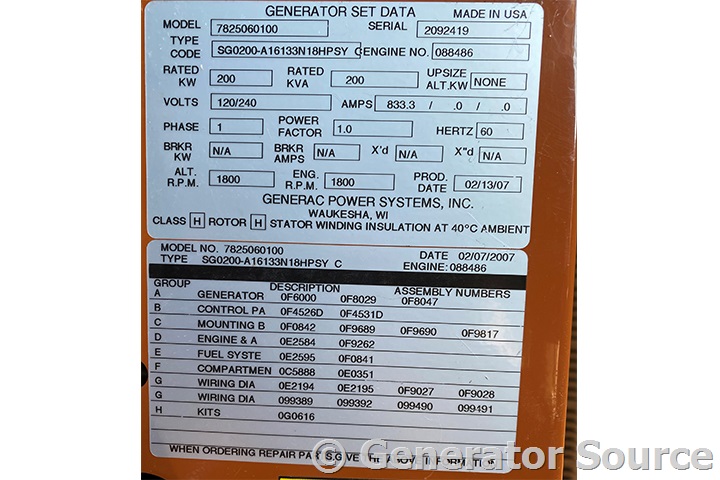 GENERATOR SET DATA MADE IN USA
MODEL 7825060100 SERIAL 2092419
TYPE CODE SG0200-A16133N18HPSY C ENGINE NO. 088486
RATED KW 200 RATED KVA 200 UPSIZE ALT.KW NONE
VOLTS 120/240 AMPS 833.3 / .0 / .0
PHASE 1 POWER FACTOR 1.0 HERTZ 60
BRKR KW N/A BRKR AMPS N/A X'd N/A X"d N/A
ALT. R.P.M. 1800 ENG. R.P.M. 1800 PROD. DATE 02/13/07
GENERAC POWER SYSTEMS, INC.
WAUKESHA, WI
CLASS H ROTOR H STATOR WINDING INSULATION AT 40°C AMBIENT
MODEL NO. 7825060100 DATE 02/07/2007
TYPE SG0200-A16133N18HPSY C ENGINE: 088486
GROUP DESCRIPTION ASSEMBLY NUMBERS
A GENERATOR 0F6000 0F8029 0F8047
B CONTROL PA 0F4526D 0F4531D
C MOUNTING B 0F0842 0F9689 0F9690 0F9817
D ENGINE & A 0E2584 0F9262
E FUEL SYSTE 0E2595 0F0841
F COMPARTMEN 0C5888 0E0351
G WIRING DIA 0E2194 0E2195 0F9027 0F9028
G WIRING DIA 099389 099392 099490 099491
H KITS 0G0616
WHEN ORDERING REPAIR PARTS, GIVE THE ABOVE INFORMATION
© Generator Source